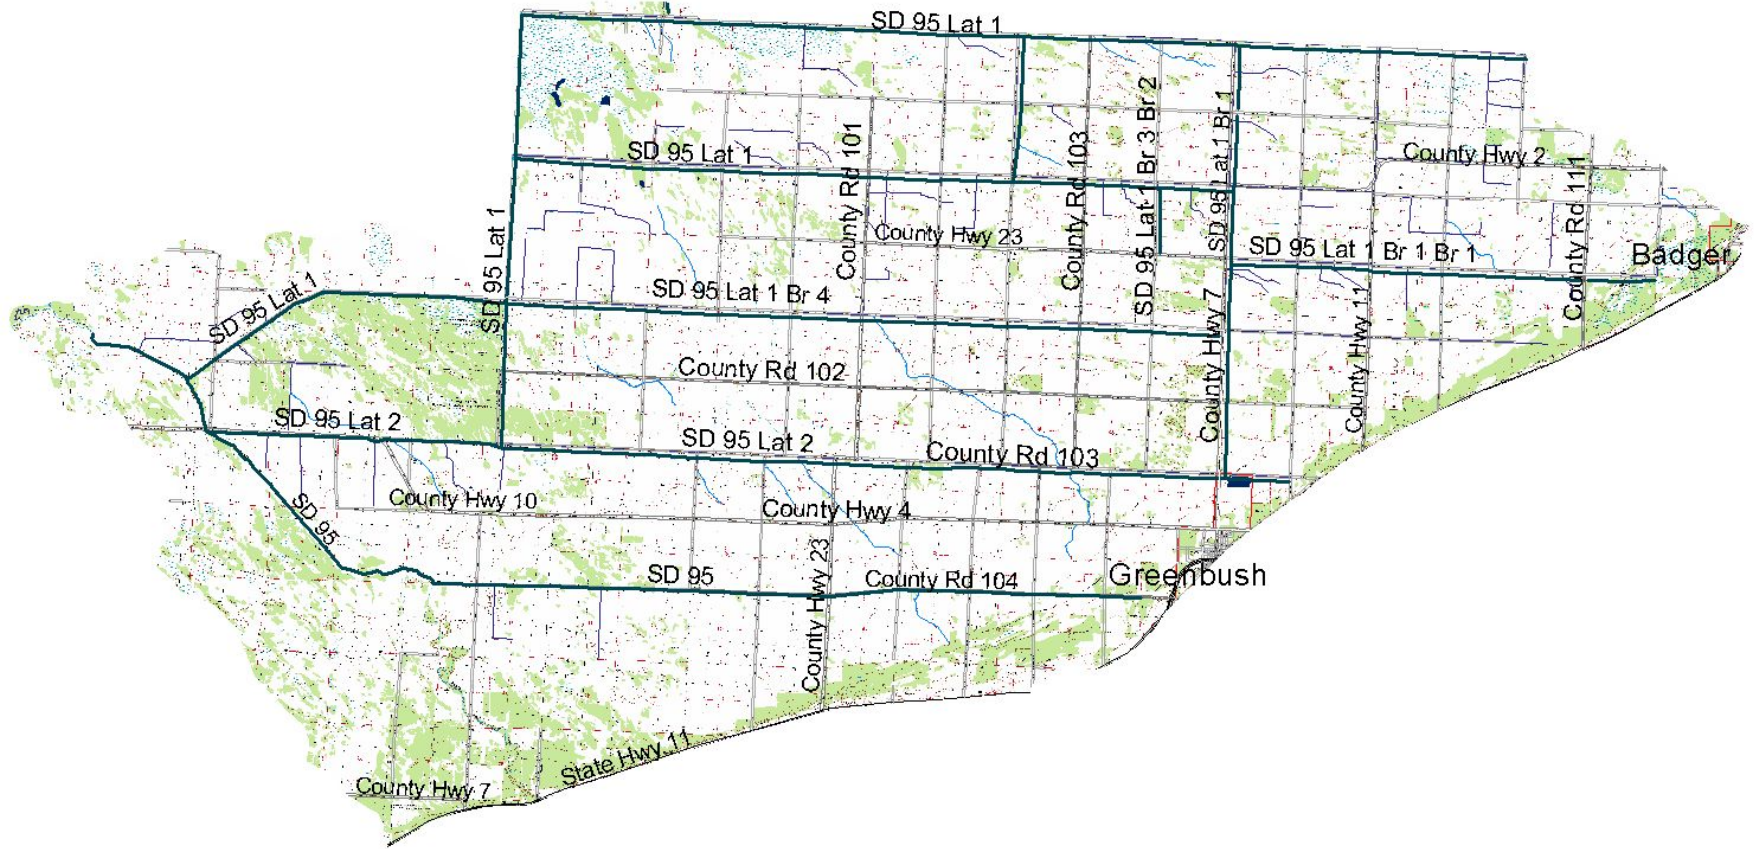 SD 95 Lat 1
SD 95 Lat 1 Br 3 Br 2
SD 95 Lat 1 Br 1
County Rd 101
County Rd 103
SD 95 Lat 1
County Hwy 2
County Rd 111
SD 95 Lat 1
County Hwy 23
SD 95 Lat 1 Br 1 Br 1
Badger
SD 95 Lat 1
SD 95 Lat 1 Br 4
County Hwy 7
County Hwy 11
County Rd 102
SD 95 Lat 2
SD 95 Lat 2
County Rd 103
County Hwy 10
County Hwy 4
SD 95
County Hwy 23
SD 95
County Rd 104
Greenbush
State Hwy 11
County Hwy 7